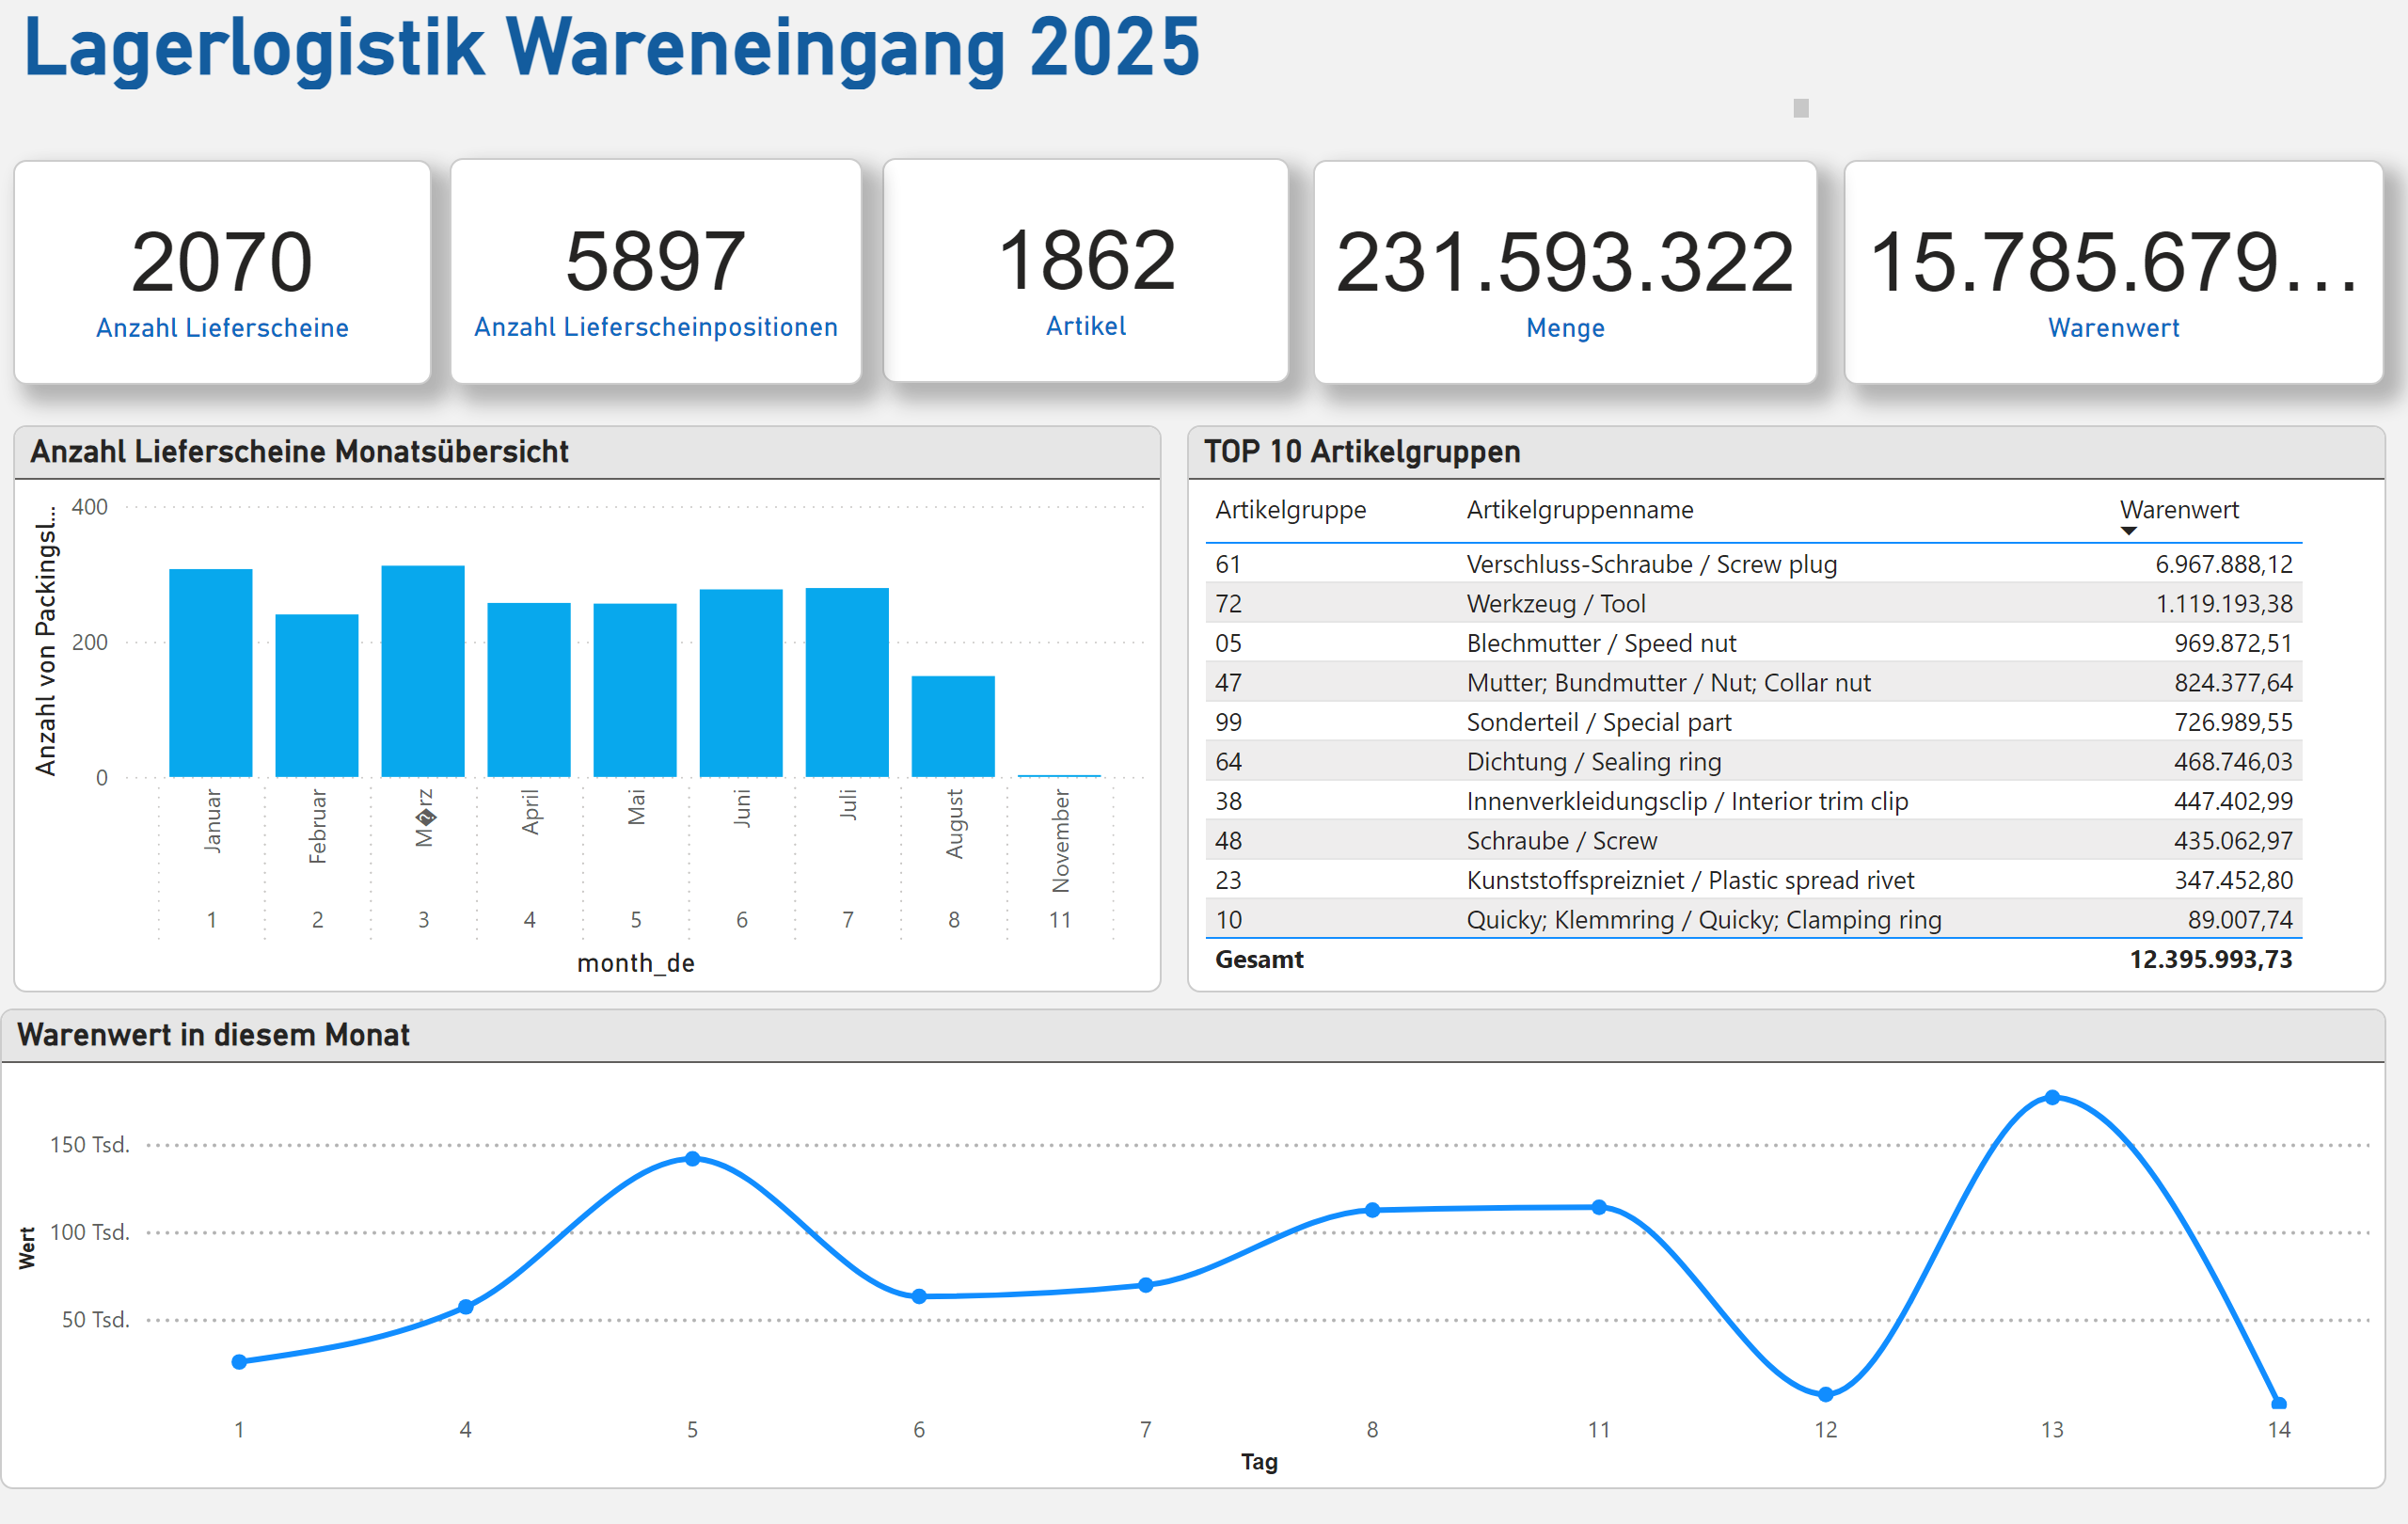 Lagerlogistik Wareneingang 2025
2070
Anzahl Lieferscheine
5897
Anzahl Lieferscheinpositionen
1862
Artikel
231.593.322
Menge
15.785.679...
Warenwert
Anzahl Lieferscheine Monatsübersicht
Anzahl von Packingsl...
400
200
0
Januar
Februar
M�rz
April
Mai
Juni
Juli
August
November
1 2 3 4 5 6 7 8 11
month_de
TOP 10 Artikelgruppen
Artikelgruppe Artikelgruppenname Warenwert
61 Verschluss-Schraube / Screw plug 6.967.888,12
72 Werkzeug / Tool 1.119.193,38
05 Blechmutter / Speed nut 969.872,51
47 Mutter; Bundmutter / Nut; Collar nut 824.377,64
99 Sonderteil / Special part 726.989,55
64 Dichtung / Sealing ring 468.746,03
38 Innenverkleidungsclip / Interior trim clip 447.402,99
48 Schraube / Screw 435.062,97
23 Kunststoffspreizniet / Plastic spread rivet 347.452,80
10 Quicky; Klemmring / Quicky; Clamping ring 89.007,74
Gesamt 12.395.993,73
Warenwert in diesem Monat
Wert
150 Tsd.
100 Tsd.
50 Tsd.
1 4 5 6 7 8 11 12 13 14
Tag